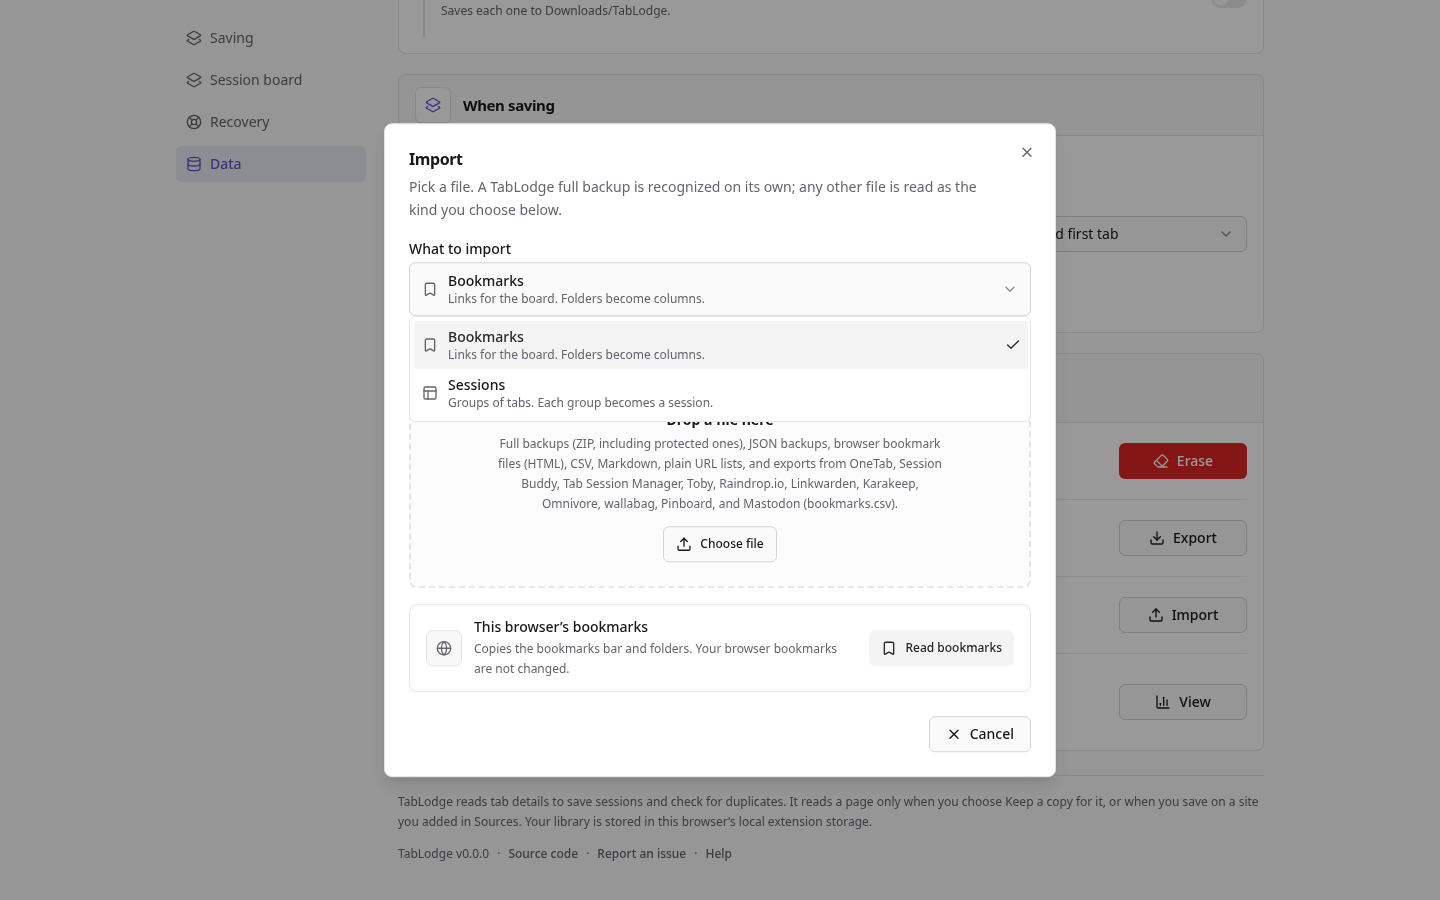 Saves each one to Downloads/TabLodge.
Saving
Session board
When saving
Recovery
Data
Import
Pick a file. A TabLodge full backup is recognized on its own; any other file is read as the
kind you choose below.
d first tab
What to import
Bookmarks
Links for the board. Folders become columns.
Bookmarks
Links for the board. Folders become columns.
Sessions
Groups of tabs. Each group becomes a session.
Drop a file here
Full backups (ZIP, including protected ones), JSON backups, browser bookmark
files (HTML), CSV, Markdown, plain URL lists, and exports from OneTab, Session
Buddy, Tab Session Manager, Toby, Raindrop.io, Linkwarden, Karakeep,
Omnivore, wallabag, Pinboard, and Mastodon (bookmarks.csv).
Choose file
Erase
Export
Import
View
This browser’s bookmarks
Copies the bookmarks bar and folders. Your browser bookmarks
are not changed.
Read bookmarks
Cancel
TabLodge reads tab details to save sessions and check for duplicates. It reads a page only when you choose Keep a copy for it, or when you save on a site
you added in Sources. Your library is stored in this browser’s local extension storage.
TabLodge v0.0.0 · Source code · Report an issue · Help